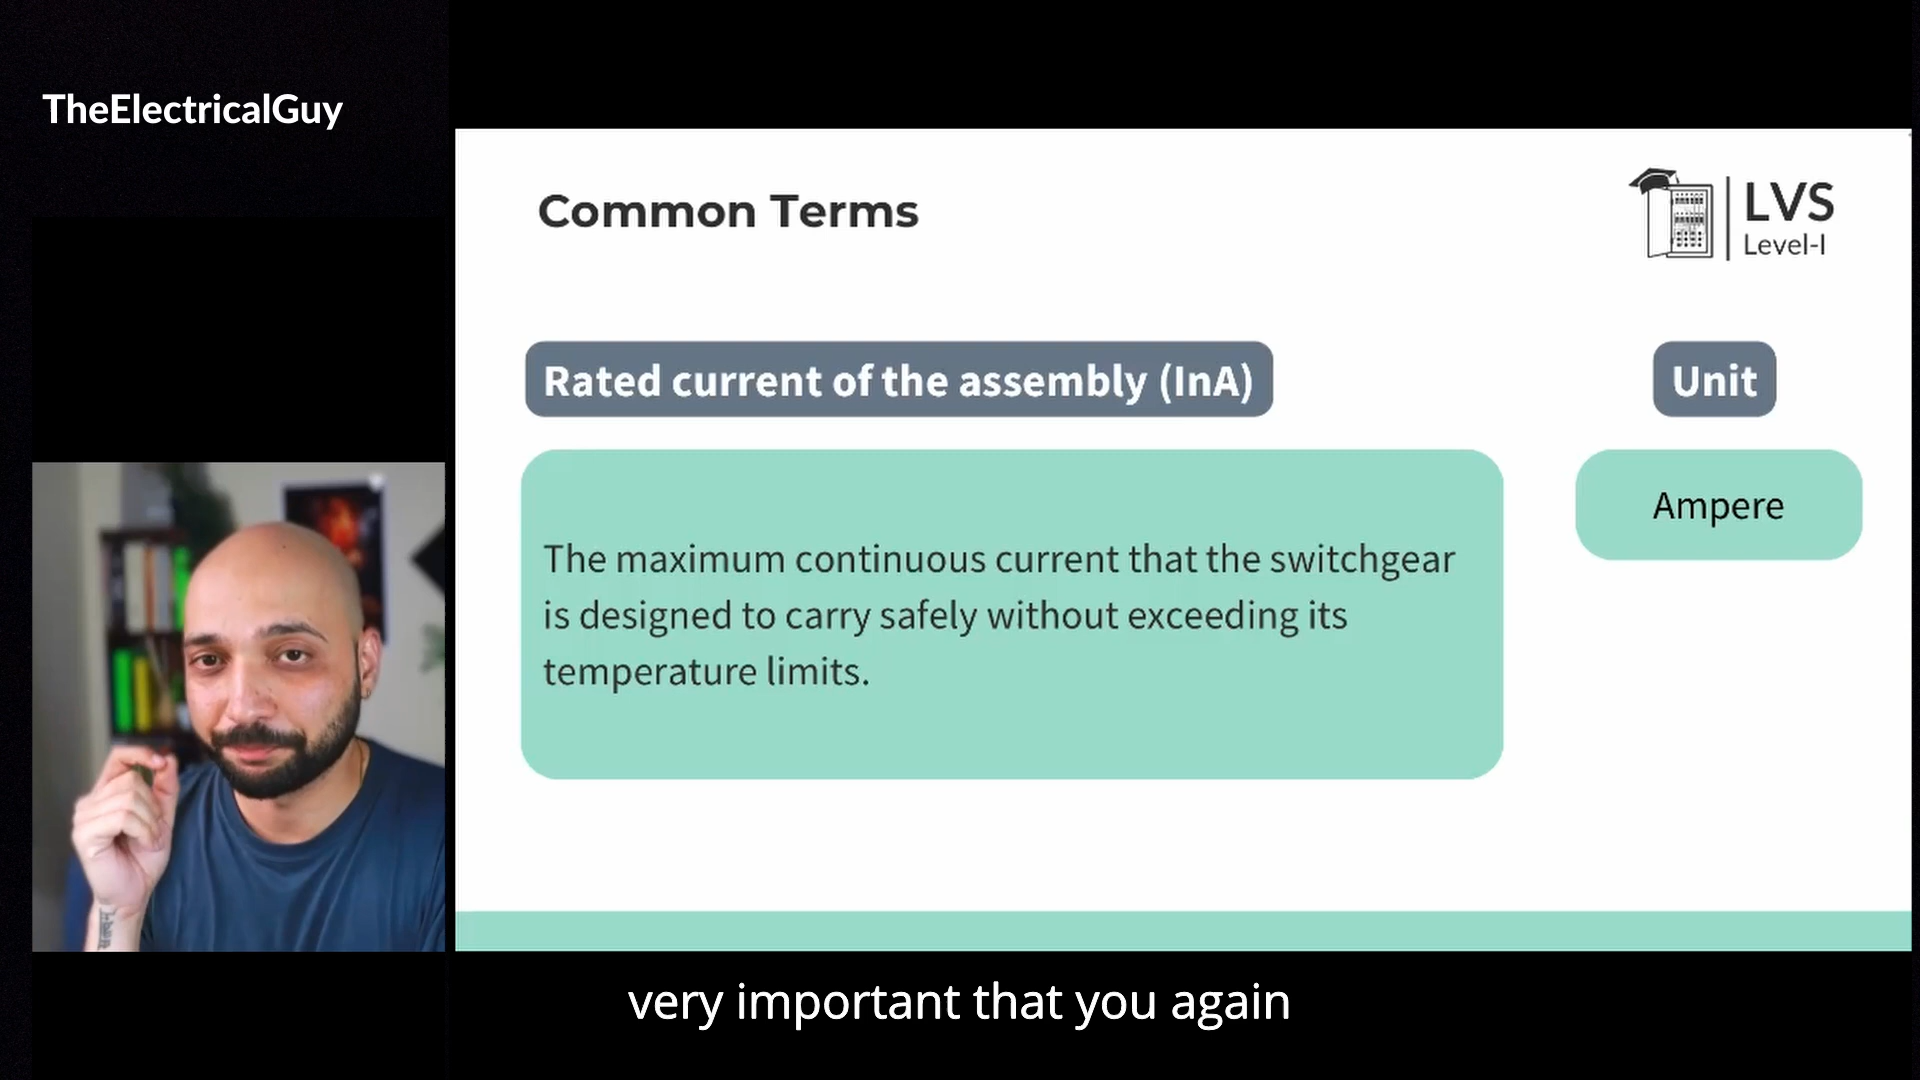 TheElectricalGuy
Common Terms
LVS
Level-I
Rated current of the assembly (InA)
Unit
The maximum continuous current that the switchgear
is designed to carry safely without exceeding its
temperature limits.
Ampere
very important that you again